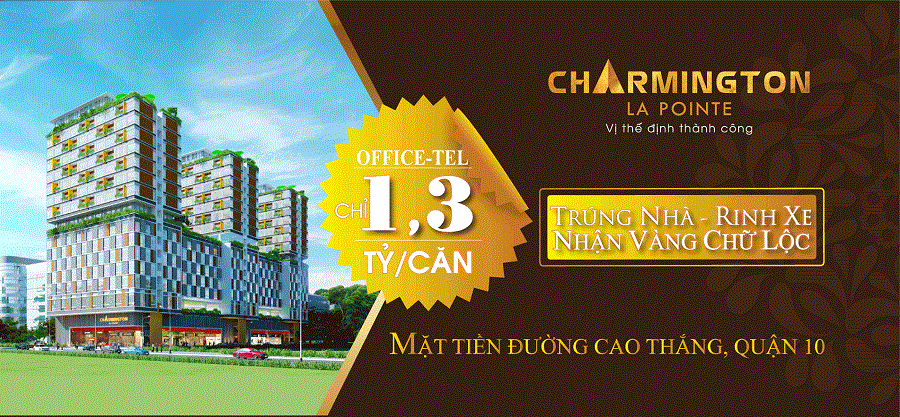 CHARMINGTON
LA POINTE
Vị thế định thành công
OFFICE-TEL
CHỈ 1,3
TỶ/CĂN
TRÚNG NHÀ - RINH XE
NHẬN VÀNG CHỮ LỘC
MẶT TIỀN ĐƯỜNG CAO THẮNG, QUẬN 10
CHARMINGTON